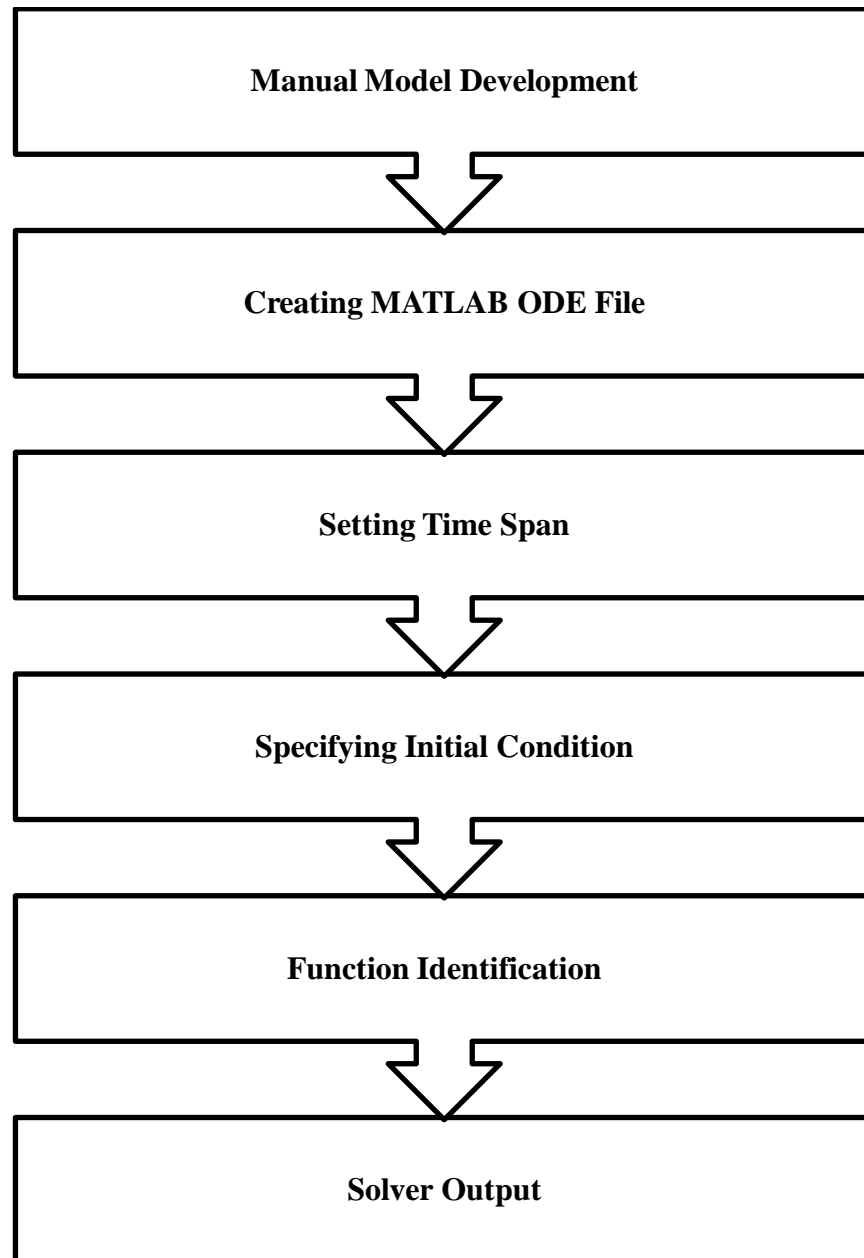 Manual Model Development
Creating MATLAB ODE File
Setting Time Span
Specifying Initial Condition
Function Identification
Solver Output